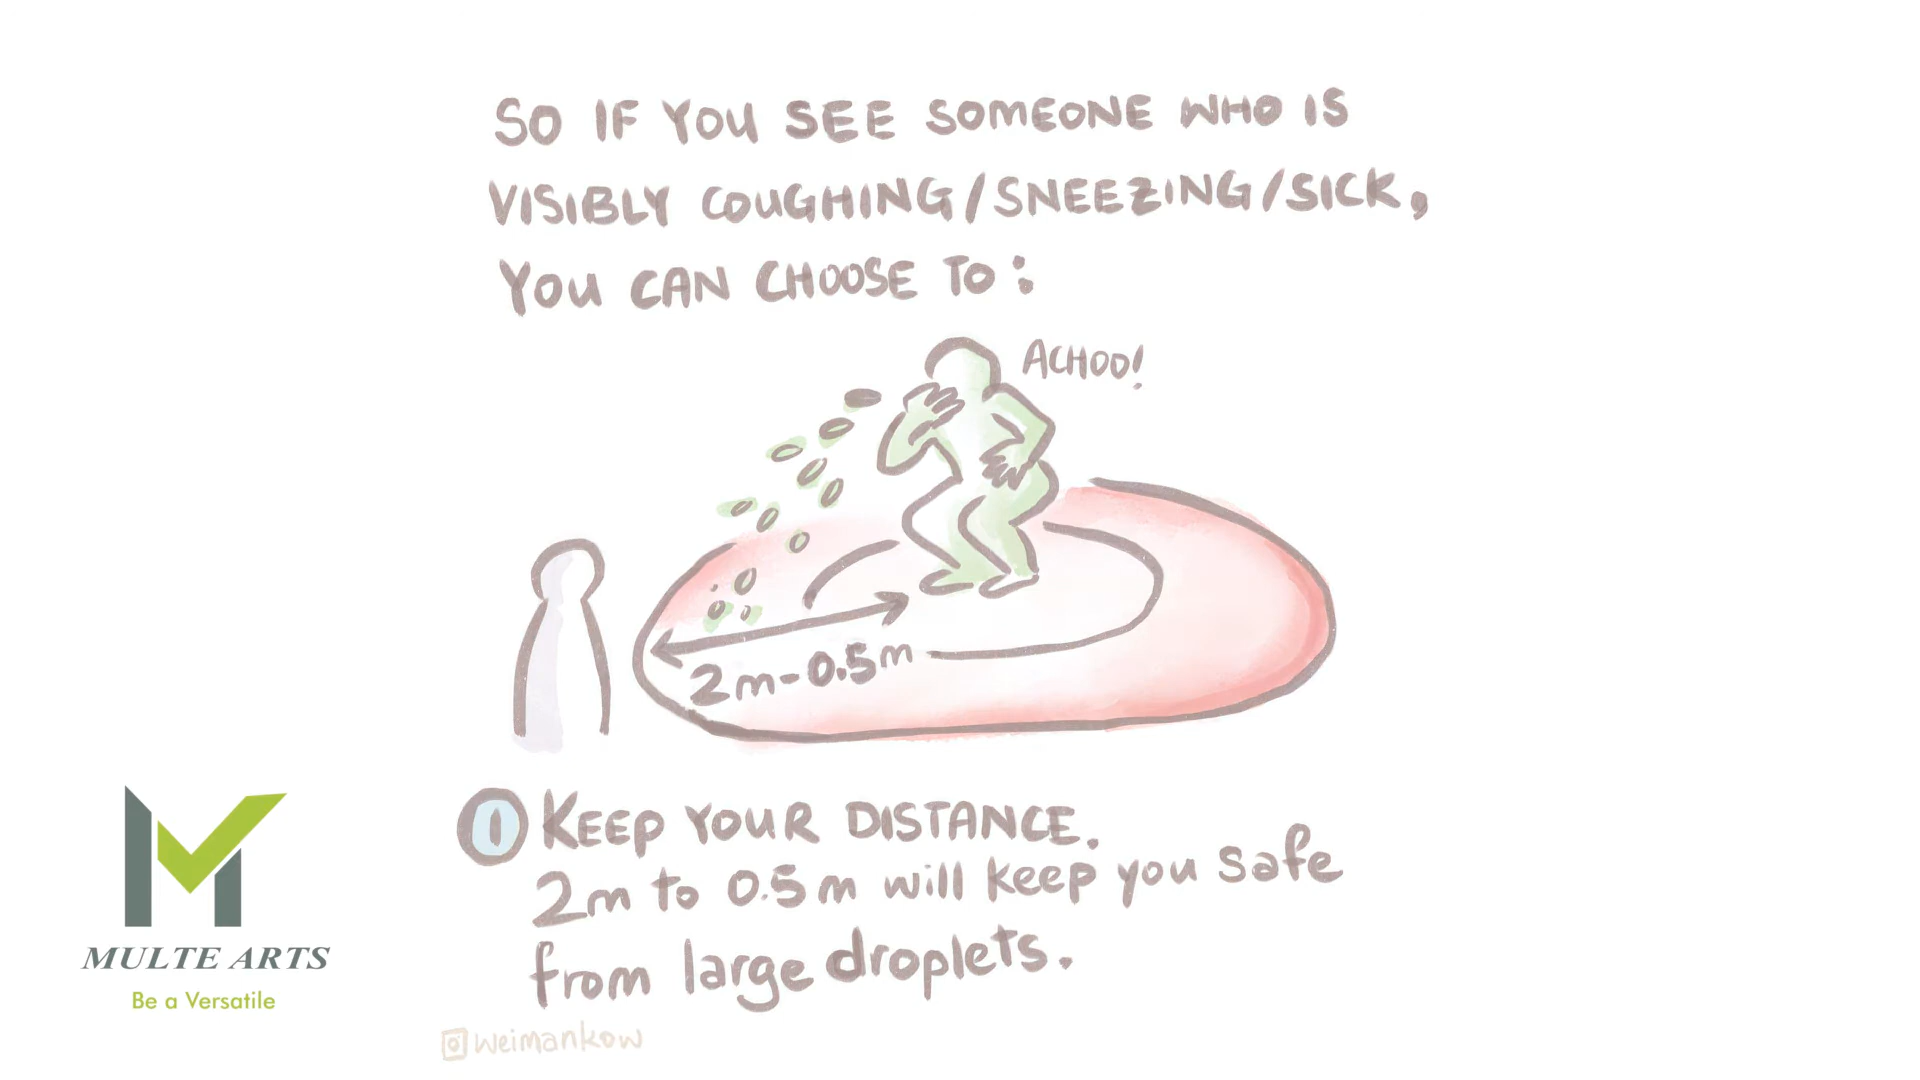 SO IF YOU SEE SOMEONE WHO IS
VISIBLY COUGHING/SNEEZING/SICK,
YOU CAN CHOOSE TO:
ACHOO!
2m-0.5m
1 KEEP YOUR DISTANCE.
2m to 0.5m will keep you safe
from large droplets.
MULTE ARTS
Be a Versatile
weimankow